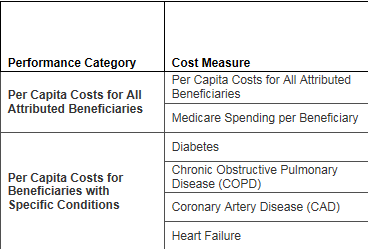 Performance Category
Cost Measure
Per Capita Costs for All
Attributed Beneficiaries
Per Capita Costs for All Attributed
Beneficiaries
Medicare Spending per Beneficiary
Per Capita Costs for
Beneficiaries with
Specific Conditions
Diabetes
Chronic Obstructive Pulmonary
Disease (COPD)
Coronary Artery Disease (CAD)
Heart Failure